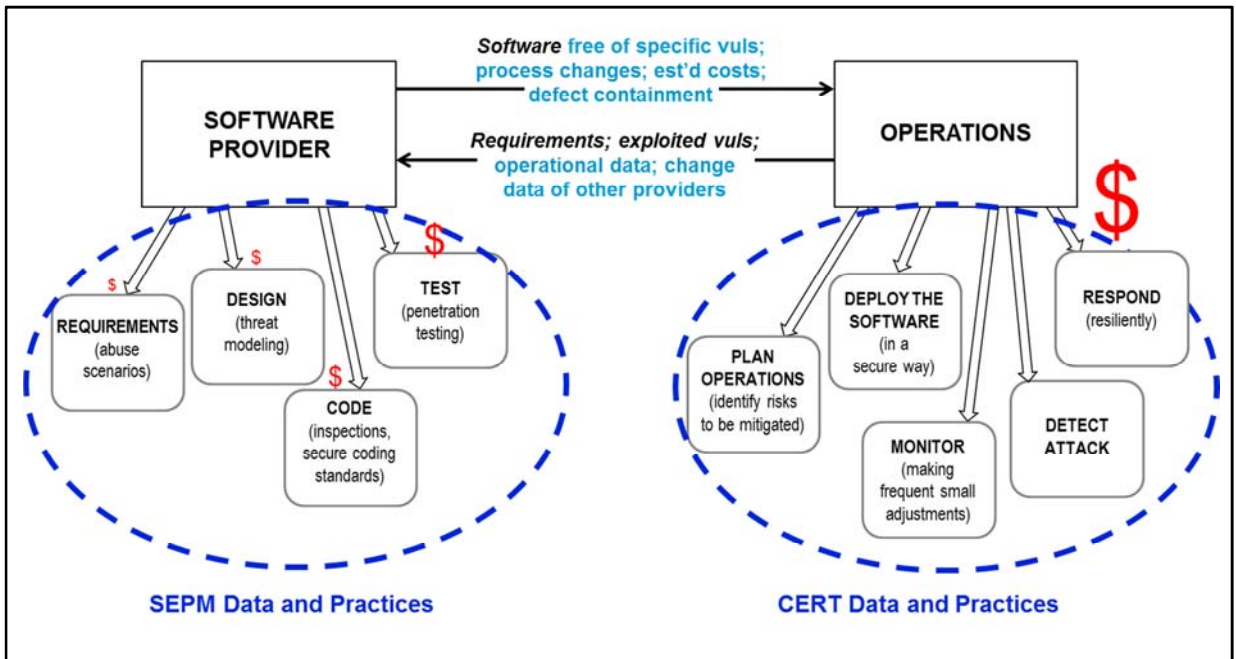 Software free of specific vuls;
process changes; est'd costs;
defect containment
SOFTWARE
PROVIDER
OPERATIONS
Requirements; exploited vuls;
operational data; change
data of other providers
$
$
$
$
$
REQUIREMENTS
(abuse
scenarios)
DESIGN
(threat
modeling)
TEST
(penetration
testing)
CODE
(inspections,
secure coding
standards)
PLAN
OPERATIONS
(identify risks
to be mitigated)
DEPLOY THE
SOFTWARE
(in a
secure way)
MONITOR
(making
frequent small
adjustments)
DETECT
ATTACK
RESPOND
(resiliently)
SEPM Data and Practices
CERT Data and Practices